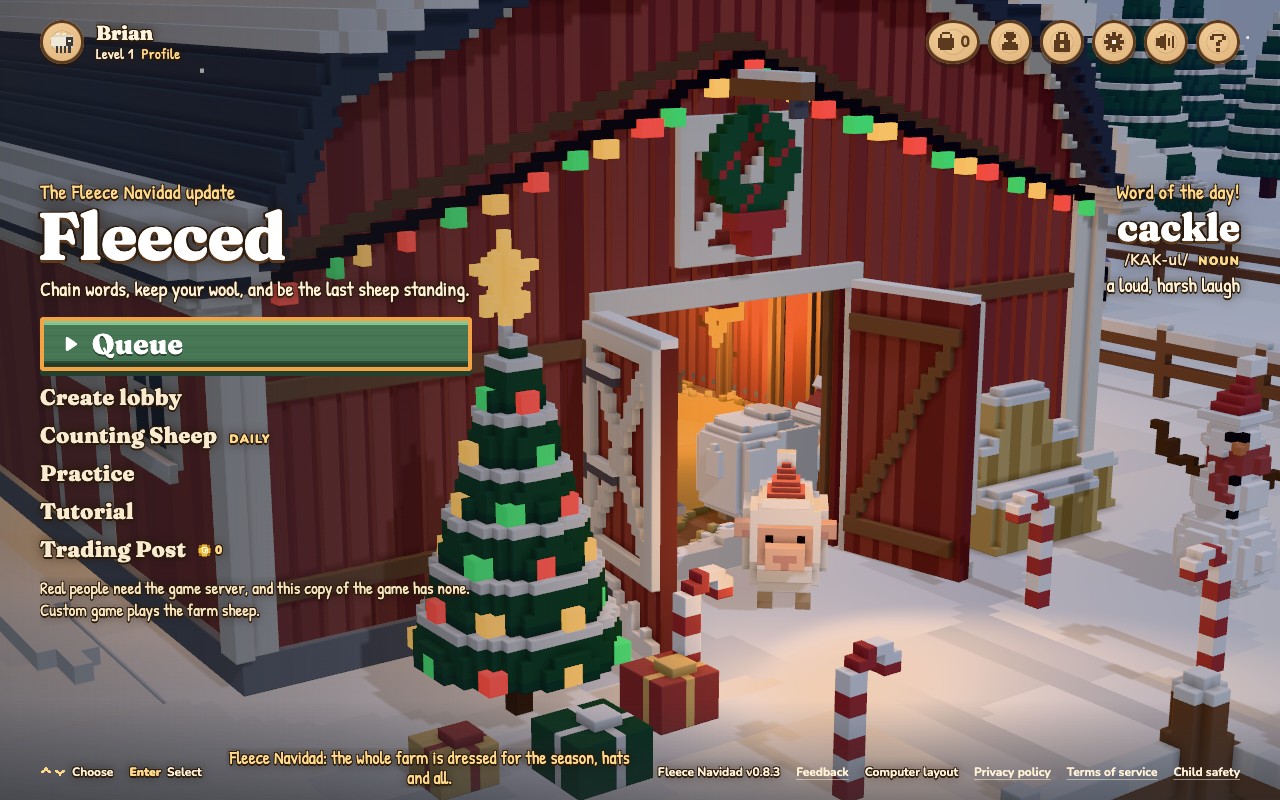 Brian
Level 1 Profile
0
The Fleece Navidad update
Fleeced
Chain words, keep your wool, and be the last sheep standing.
Queue
Create lobby
Counting Sheep DAILY
Practice
Tutorial
Trading Post 0
Real people need the game server, and this copy of the game has none.
Custom game plays the farm sheep.
Word of the day!
cackle
/KAK-ul/ NOUN
a loud, harsh laugh
Choose Enter Select
Fleece Navidad: the whole farm is dressed for the season, hats
and all.
Fleece Navidad v0.8.3 Feedback Computer layout Privacy policy Terms of service Child safety